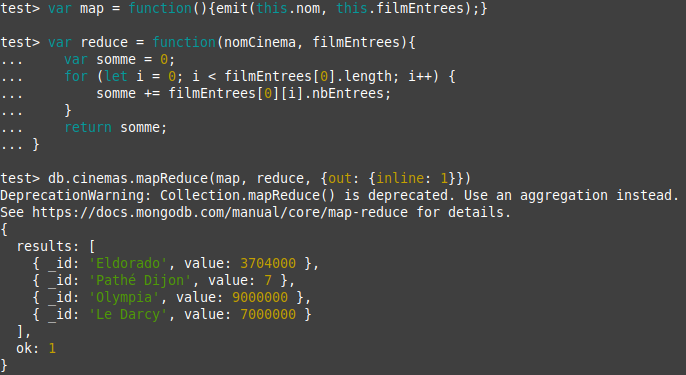 test> var map = function(){emit(this.nom, this.filmEntrees);}
test> var reduce = function(nomCinema, filmEntrees){
...     var somme = 0;
...     for (let i = 0; i < filmEntrees[0].length; i++) {
...         somme += filmEntrees[0][i].nbEntrees;
...     }
...     return somme;
... }
test> db.cinemas.mapReduce(map, reduce, {out: {inline: 1}})
DeprecationWarning: Collection.mapReduce() is deprecated. Use an aggregation instead.
See https://docs.mongodb.com/manual/core/map-reduce for details.
{
  results: [
    { _id: 'Eldorado', value: 3704000 },
    { _id: 'Pathé Dijon', value: 7 },
    { _id: 'Olympia', value: 9000000 },
    { _id: 'Le Darcy', value: 7000000 }
  ],
  ok: 1
}